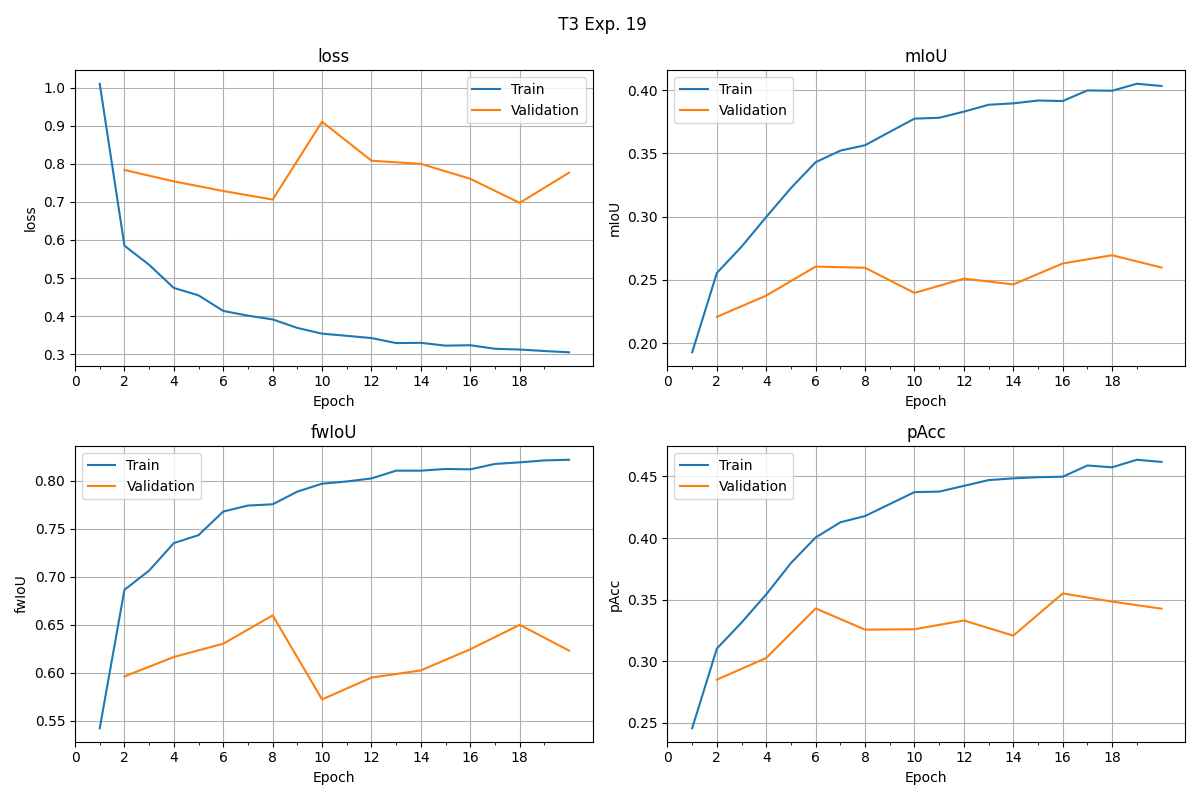 T3 Exp. 19
loss
Train
Validation
1.0
0.9
0.8
0.7
0.6
0.5
0.4
0.3
loss
0 2 4 6 8 10 12 14 16 18
Epoch
mIoU
Train
Validation
0.40
0.35
0.30
0.25
0.20
mIoU
0 2 4 6 8 10 12 14 16 18
Epoch
fwIoU
Train
Validation
0.80
0.75
0.70
0.65
0.60
0.55
fwIoU
0 2 4 6 8 10 12 14 16 18
Epoch
pAcc
Train
Validation
0.45
0.40
0.35
0.30
0.25
pAcc
0 2 4 6 8 10 12 14 16 18
Epoch